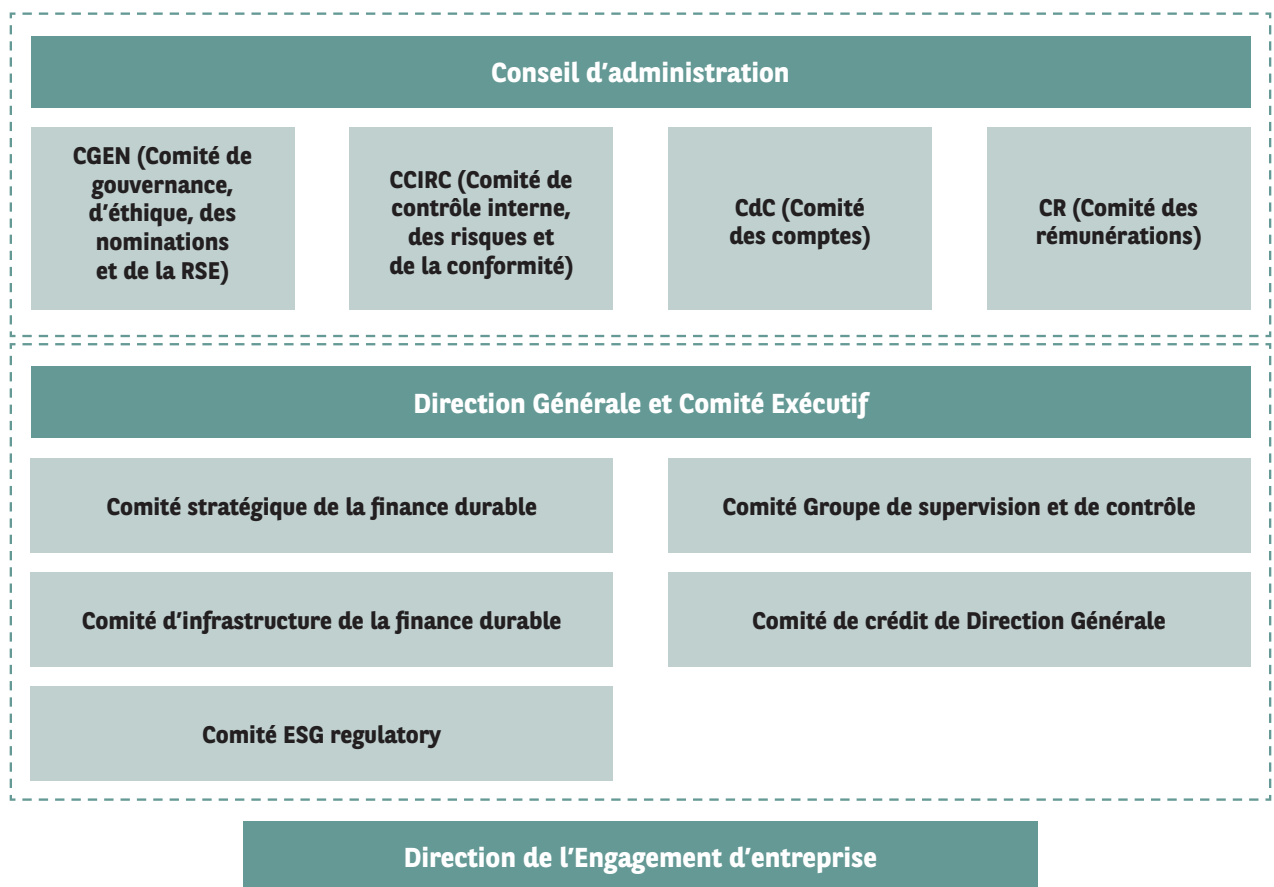 Conseil d'administration
CGEN (Comité de
gouvernance,
d'éthique, des
nominations
et de la RSE)
CCIRC (Comité de
contrôle interne,
des risques et
de la conformité)
CdC (Comité
des comptes)
CR (Comité des
rémunérations)
Direction Générale et Comité Exécutif
Comité stratégique de la finance durable
Comité Groupe de supervision et de contrôle
Comité d'infrastructure de la finance durable
Comité de crédit de Direction Générale
Comité ESG regulatory
Direction de l'Engagement d'entreprise